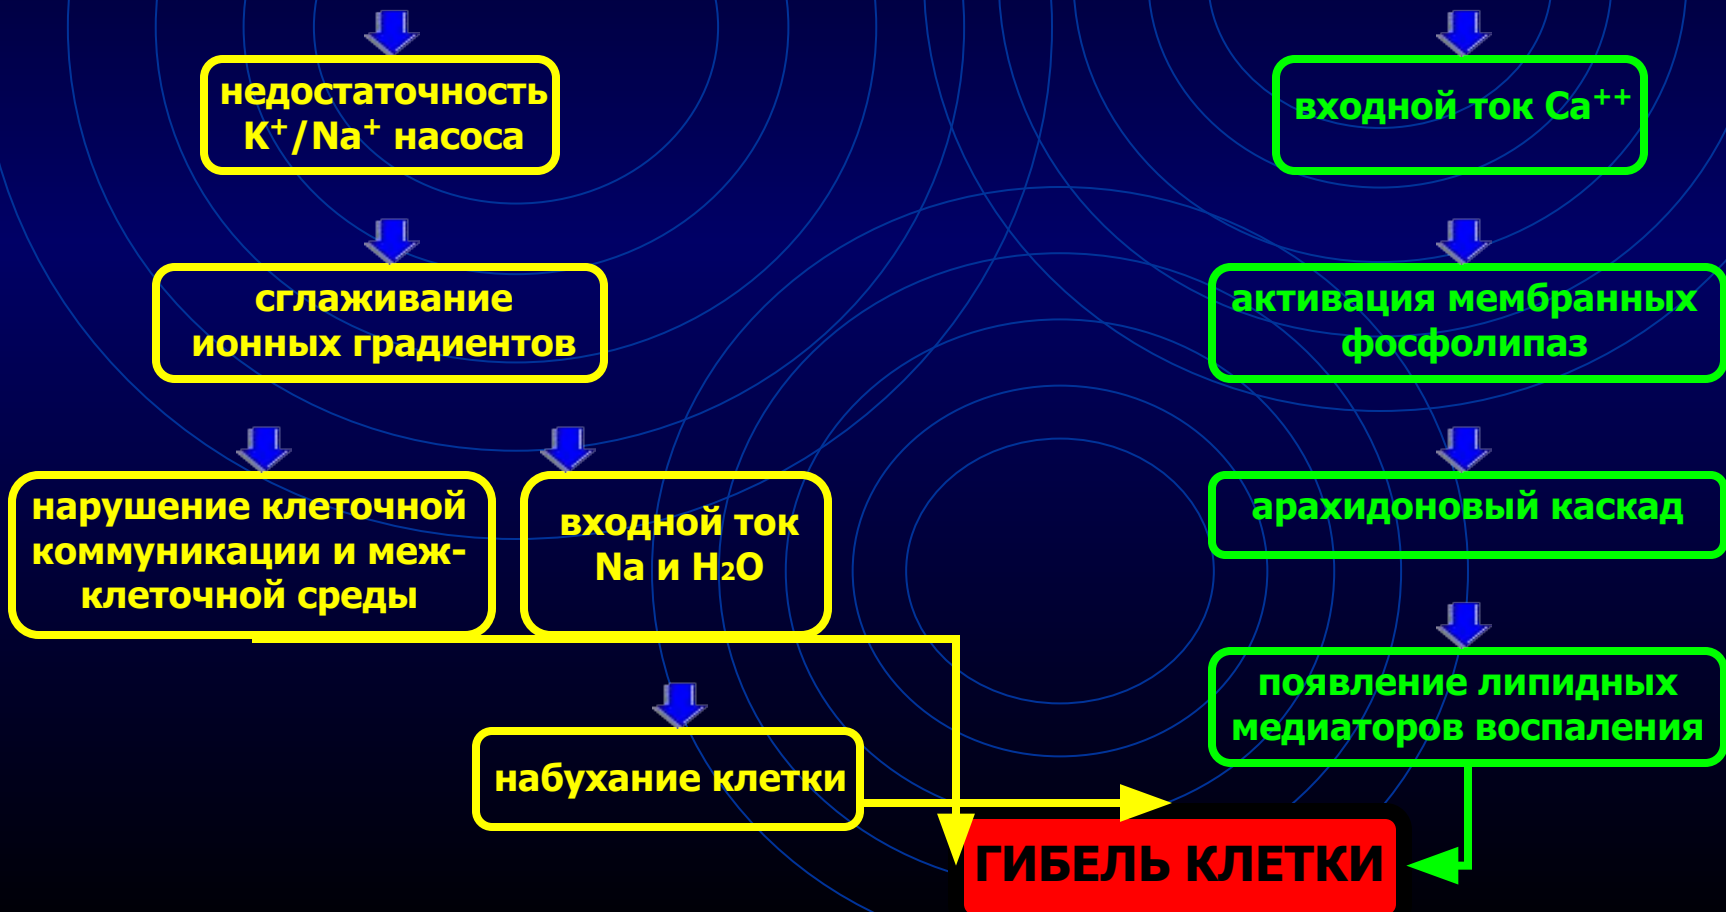 недостаточность
K⁺/Na⁺ насоса
сглаживание
ионных градиентов
нарушение клеточной
коммуникации и меж-
клеточной среды
входной ток
Na и H₂O
набухание клетки
входной ток Ca⁺⁺
активация мембранных
фосфолипаз
арахидоновый каскад
появление липидных
медиаторов воспаления
ГИБЕЛЬ КЛЕТКИ